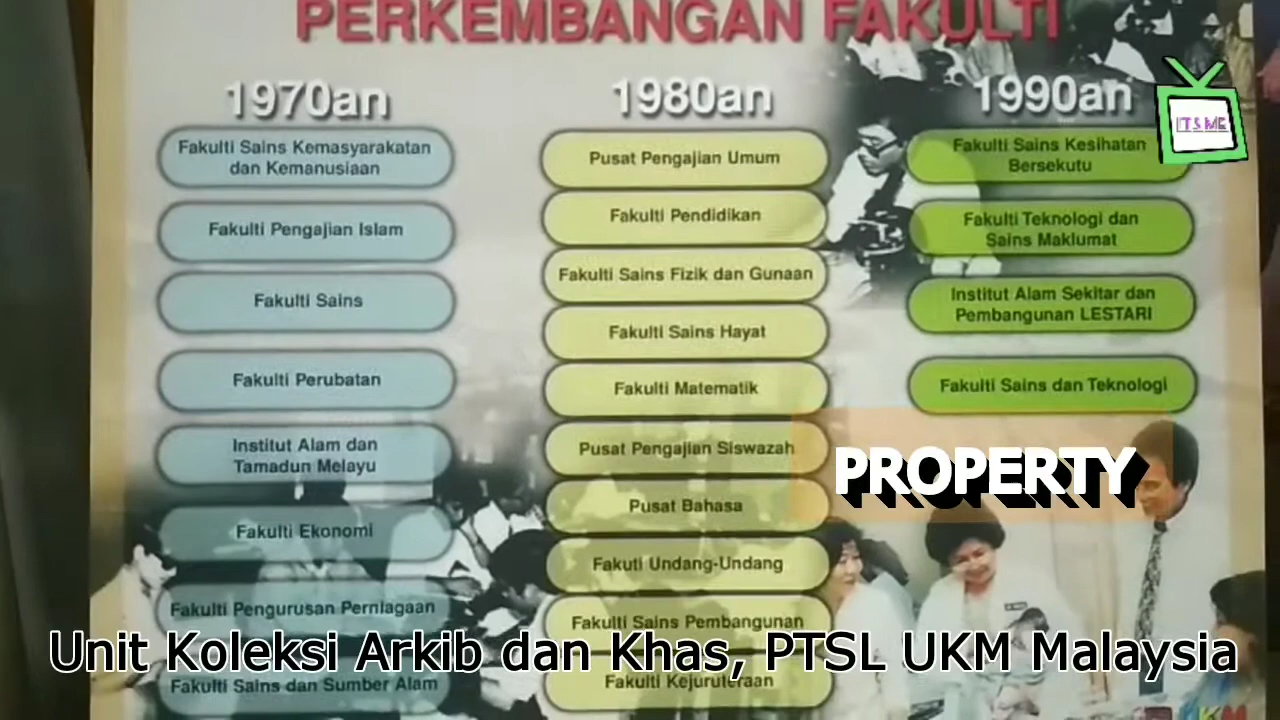 PERKEMBANGAN FAKULTI
1970an
Fakulti Sains Kemasyarakatan
dan Kemanusiaan
Fakulti Pengajian Islam
Fakulti Sains
Fakulti Perubatan
Institut Alam dan
Tamadun Melayu
Fakulti Ekonomi
Fakulti Pengurusan Perniagaan
Fakulti Sains dan Sumber Alam
1980an
Pusat Pengajian Umum
Fakulti Pendidikan
Fakulti Sains Fizik dan Gunaan
Fakulti Sains Hayat
Fakulti Matematik
Pusat Pengajian Siswazah
Pusat Bahasa
Fakuti Undang-Undang
Fakulti Sains Pembangunan
Fakulti Kejuruteraan
1990an
Fakulti Sains Kesihatan
Bersekutu
Fakulti Teknologi dan
Sains Maklumat
Institut Alam Sekitar dan
Pembangunan LESTARI
Fakulti Sains dan Teknologi
ITS ME
PROPERTY
Unit Koleksi Arkib dan Khas, PTSL UKM Malaysia
UKM